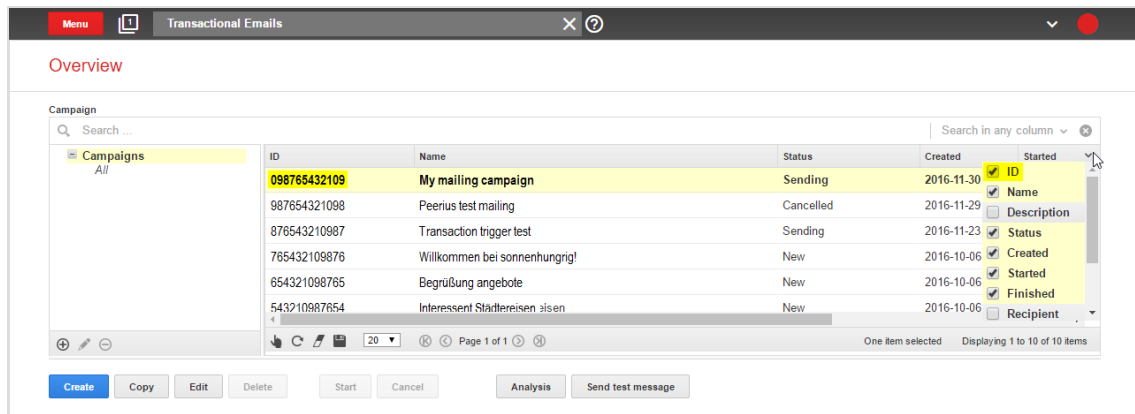 Menu 1 Transactional Emails
Overview
Campaign
Search ... Search in any column
Campaigns
All
ID Name Status Created Started
098765432109 My mailing campaign Sending 2016-11-30
987654321098 Peerius test mailing Cancelled 2016-11-29
876543210987 Transaction trigger test Sending 2016-11-23
765432109876 Willkommen bei sonnenhungrig! New 2016-10-06
654321098765 Begrüßung angebote New 2016-10-06
543210987654 Interessent Städtereisen eisen New 2016-10-06
ID
Name
Description
Status
Created
Started
Finished
Recipient
20 Page 1 of 1 One item selected Displaying 1 to 10 of 10 items
Create Copy Edit Delete Start Cancel Analysis Send test message